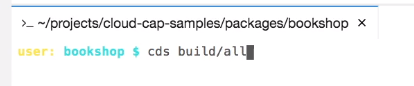 >_ ~/projects/cloud-cap-samples/packages/bookshop ×
user: bookshop $ cds build/all